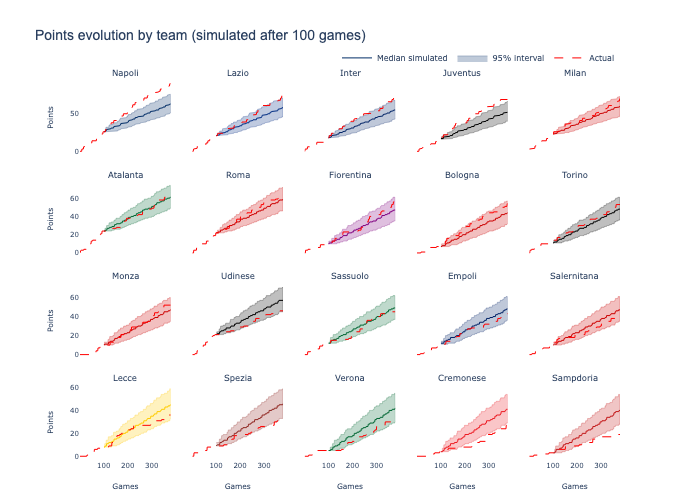 Points evolution by team (simulated after 100 games)
Median simulated 95% interval Actual
Napoli Lazio Inter Juventus Milan
Points
50
0
Atalanta Roma Fiorentina Bologna Torino
Points
60
40
20
0
Monza Udinese Sassuolo Empoli Salernitana
Points
60
40
20
0
Lecce Spezia Verona Cremonese Sampdoria
Points
60
40
20
0
100 200 300 100 200 300 100 200 300 100 200 300 100 200 300
Games Games Games Games Games